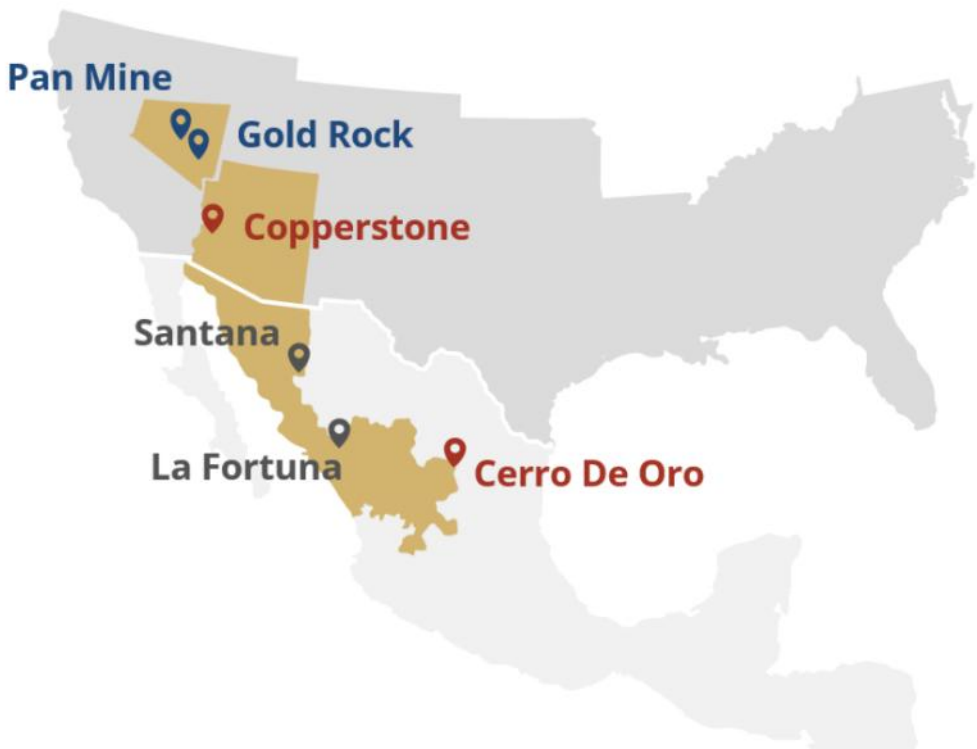 Pan Mine
Gold Rock
Copperstone
Santana
La Fortuna
Cerro De Oro